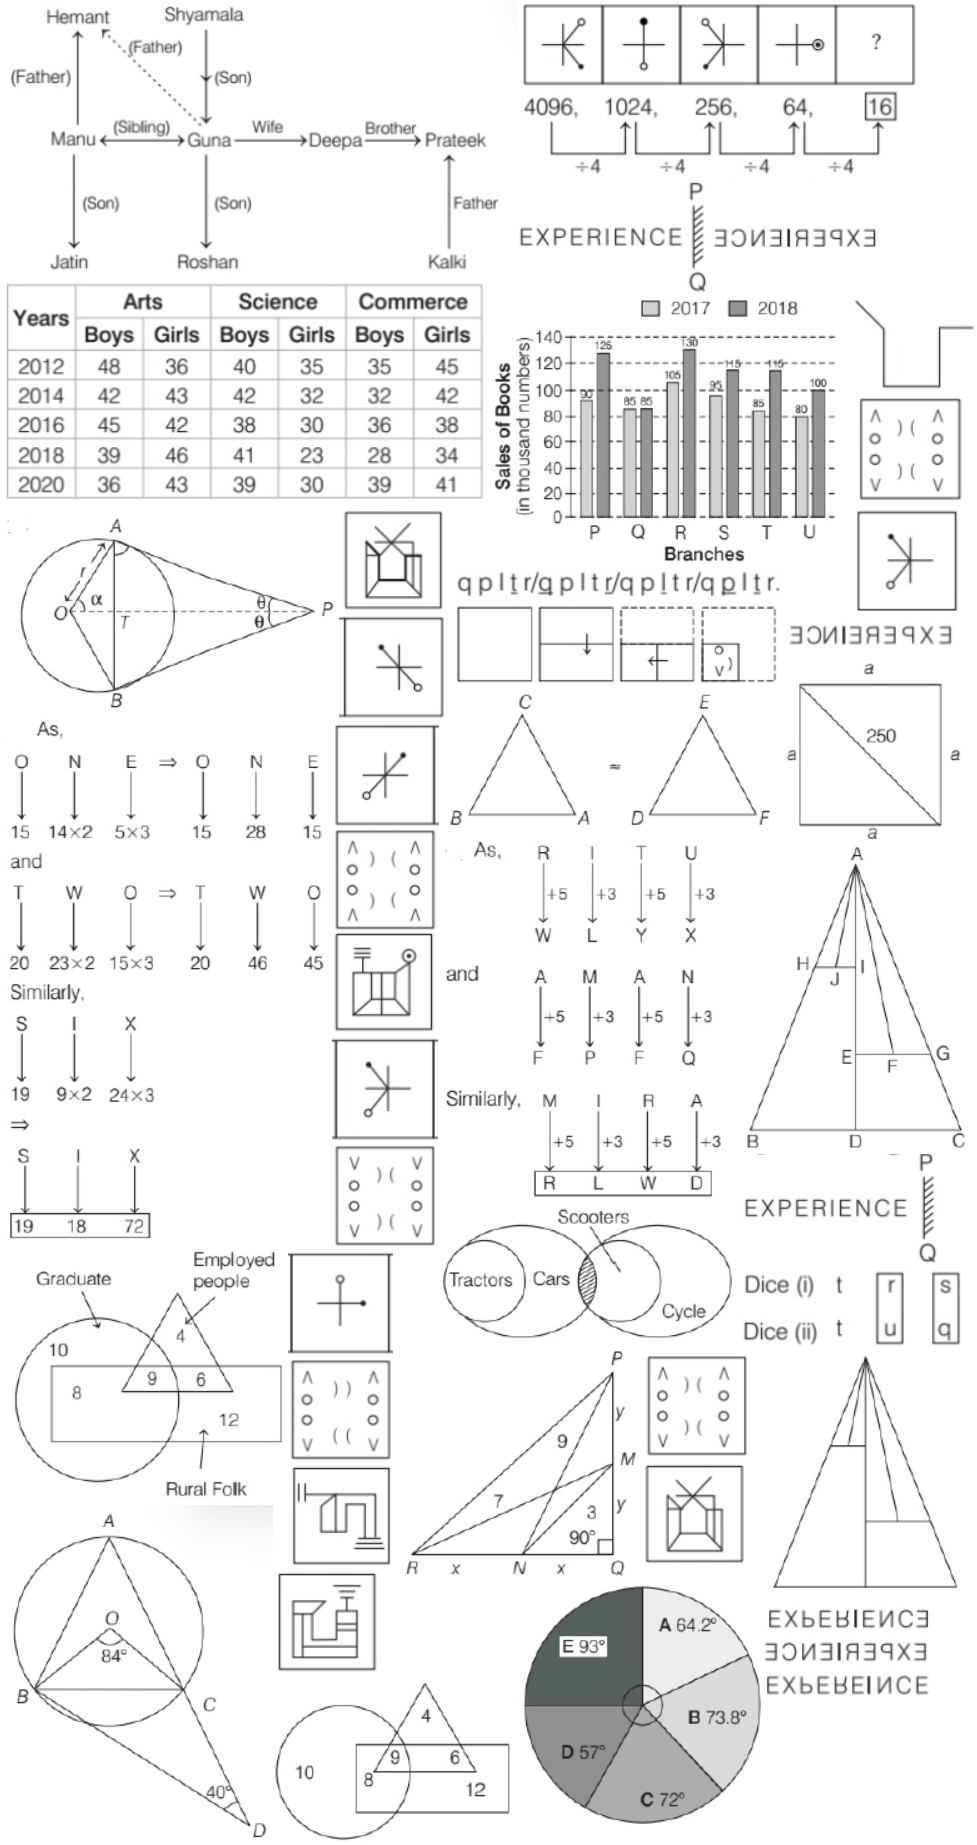 Hemant Shyamala
(Father)
(Father) (Son)
Manu (Sibling) Guna Wife Deepa Brother Prateek
(Son) (Son) Father
Jatin Roshan Kalki
?
4096, 1024, 256, 64, 16
÷4 ÷4 ÷4 ÷4
P
EXPERIENCE EXPERIENCE
Q
Years Arts Science Commerce
Boys Girls Boys Girls Boys Girls
2012 48 36 40 35 35 45
2014 42 43 42 32 32 42
2016 45 42 38 30 36 38
2018 39 46 41 23 28 34
2020 36 43 39 30 39 41
2017 2018
Sales of Books
(in thousand numbers)
140
120
100
80
60
40
20
0
90 125 85 85 105 130 95 115 85 115 80 100
P Q R S T U
Branches
A
r
O α T θ P
θ
B
q p l t r/q p l t r/q p l t r/q p l t r.
EXPEREINCE
a
250
a a
a
C E
≈
B A D F
As,
O N E ⇒ O N E
15 14×2 5×3 15 28 15
and
T W O ⇒ T W O
20 23×2 15×3 20 46 45
Similarly,
S I X
19 9×2 24×3
⇒
S I X
19 18 72
As, R I T U
+5 +3 +5 +3
W L Y X
and A M A N
+5 +3 +5 +3
F P F Q
Similarly, M I R A
+5 +3 +5 +3
R L W D
A
H J I
E F G
B D C
P
EXPERIENCE
Q
Scooters
Tractors Cars
Cycle
Dice (i) t r s
Dice (ii) t u q
Graduate
Employed
people
10
4
8 9 6
12
Rural Folk
P
y
9
M
7 3 y
90°
R x N x Q
A
O
84°
B C
40°
D
4
10 9 6
8 12
A 64.2°
B 73.8°
C 72°
D 57°
E 93°
EXPERIENCE
EXPERIENCE
EXPEREINCE